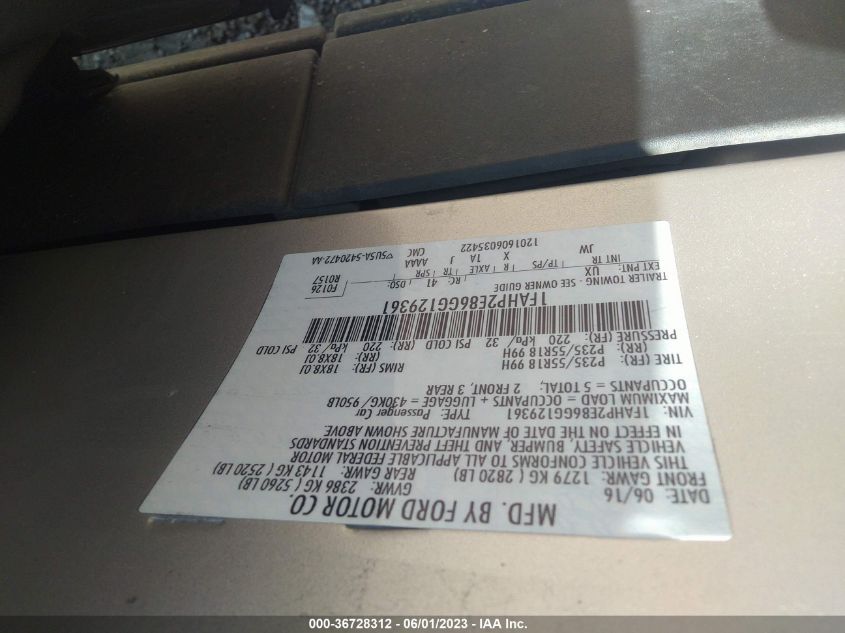 MFD. BY FORD MOTOR CO.
DATE: 06/16 GVWR: 2386 KG ( 5260 LB)
FRONT GAWR: 1279 KG ( 2820 LB) REAR GAWR: 1143 KG ( 2520 LB)
THIS VEHICLE CONFORMS TO ALL APPLICABLE FEDERAL MOTOR
VEHICLE SAFETY, BUMPER, AND THEFT PREVENTION STANDARDS
IN EFFECT ON THE DATE OF MANUFACTURE SHOWN ABOVE
VIN: 1FAHP2E86GG129361 TYPE: Passenger Car
MAXIMUM LOAD = OCCUPANTS + LUGGAGE = 430KG/950LB
OCCUPANTS = 5 TOTAL; 2 FRONT, 3 REAR
TIRE P235/55R18 99H RIMS (FR): 18X8.0J
(RR): P235/55R18 99H (RR): 18X8.0J
PRESSURE (FR): 220 kPa/ 32 PSI COLD (RR): 220 kPa/ 32 PSI COLD
1FAHP2E86GG129361
F0126
R0157
TRAILER TOWING - SEE OWNER GUIDE
EXT PNT: UX RC: 41 DSO:
INT TR TP/PS R AXLE TR SPR
JW X 1A J AAAA
CMC
1201606035422
5U5A-5420472-AA
000-36728312 - 06/01/2023 - IAA Inc.